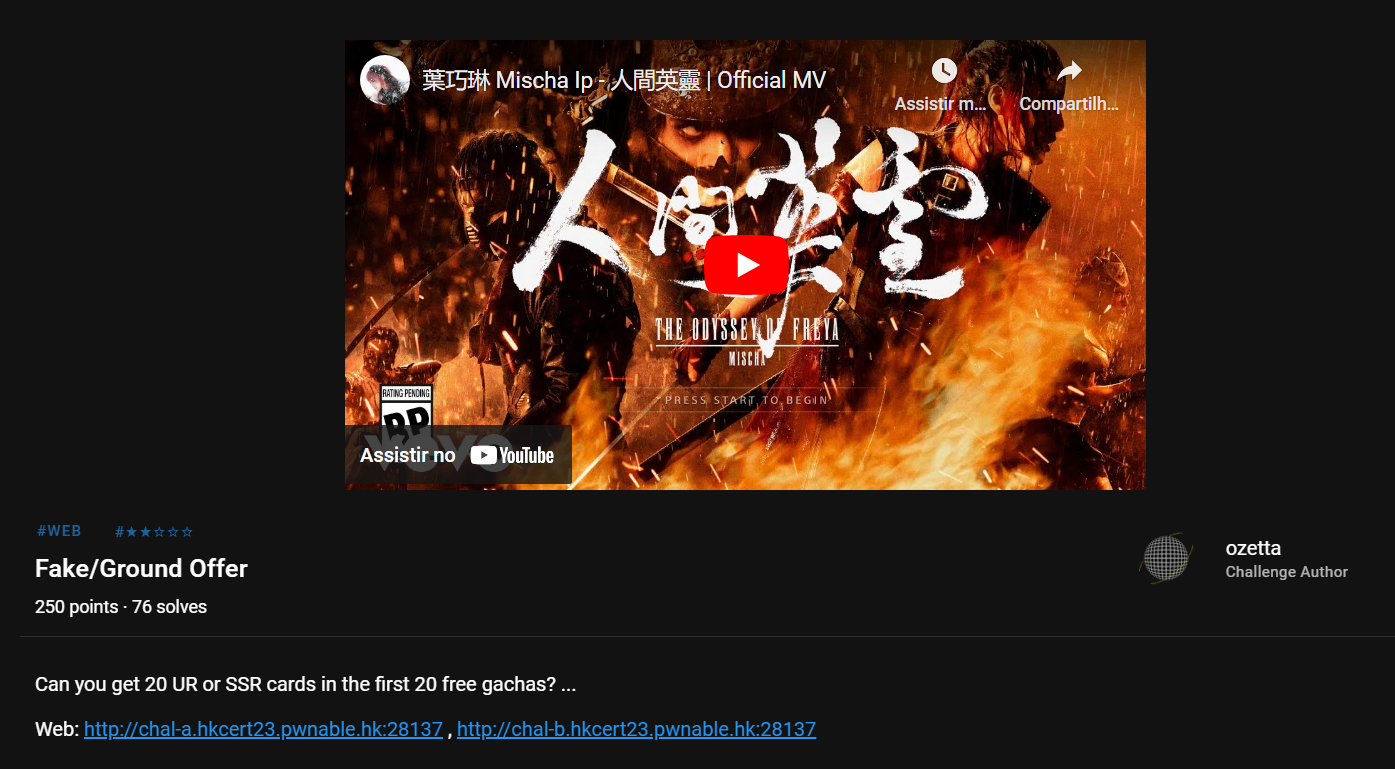 葉巧琳 Mischa Ip - 人間英靈 | Official MV
Assistir m...
Compartilh...
人間英靈
THE ODYSSEY OF FREYA
MISCHA
PRESS START TO BEGIN
RATING PENDING
RP
vevo
Assistir no YouTube
#WEB #★★☆☆☆
Fake/Ground Offer
250 points · 76 solves
ozetta
Challenge Author
Can you get 20 UR or SSR cards in the first 20 free gachas? ...
Web: http://chal-a.hkcert23.pwnable.hk:28137 , http://chal-b.hkcert23.pwnable.hk:28137